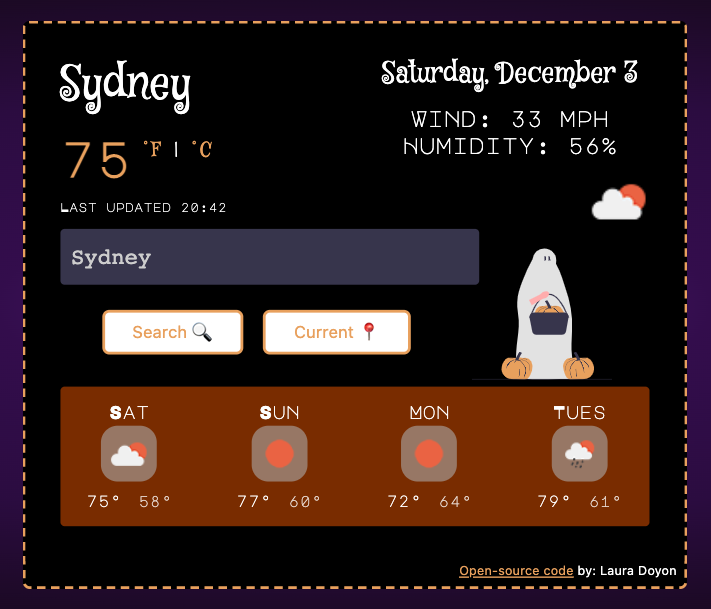 Sydney
Saturday, December 3
WIND: 33 MPH
HUMIDITY: 56%
75 °F | °C
LAST UPDATED 20:42
Sydney
Search 🔍 Current 📍
SAT SUN MON TUES
75° 58° 77° 60° 72° 64° 79° 61°
Open-source code by: Laura Doyon